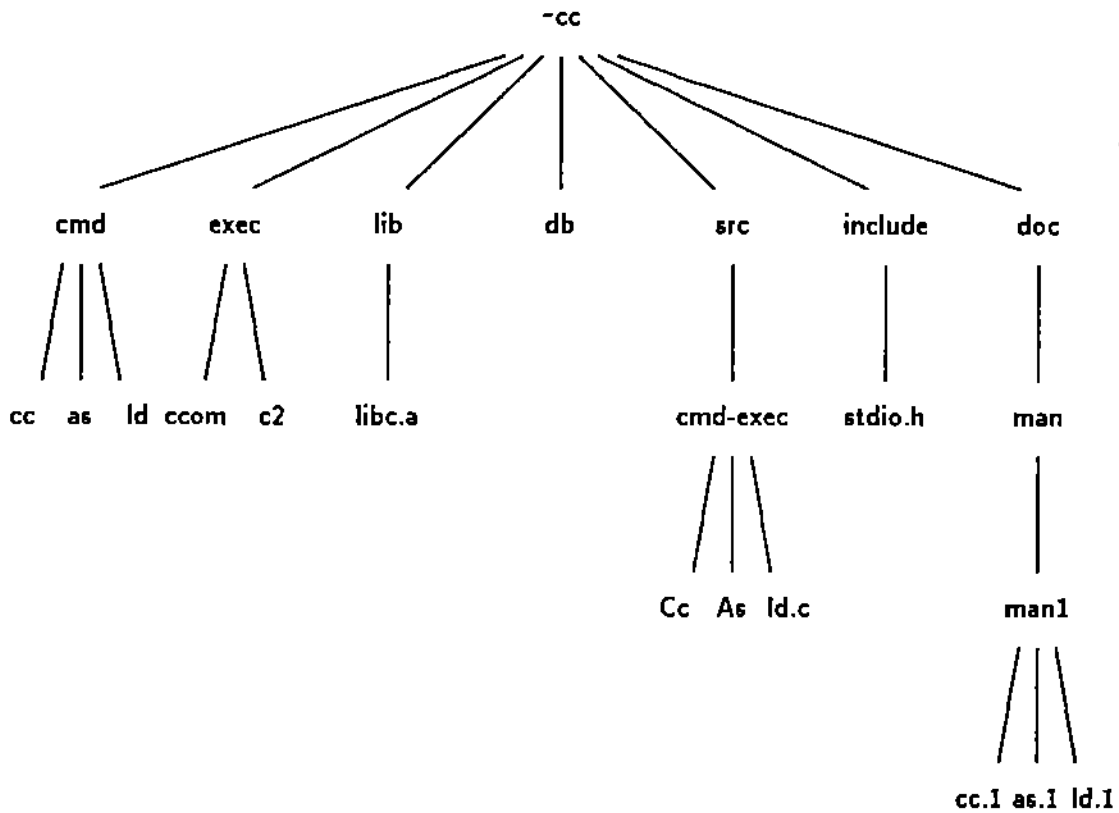 ~cc
cmd exec lib db src include doc
cc as ld ccom c2 libc.a cmd-exec stdio.h man
Cc As ld.c man1
cc.1 as.1 ld.1